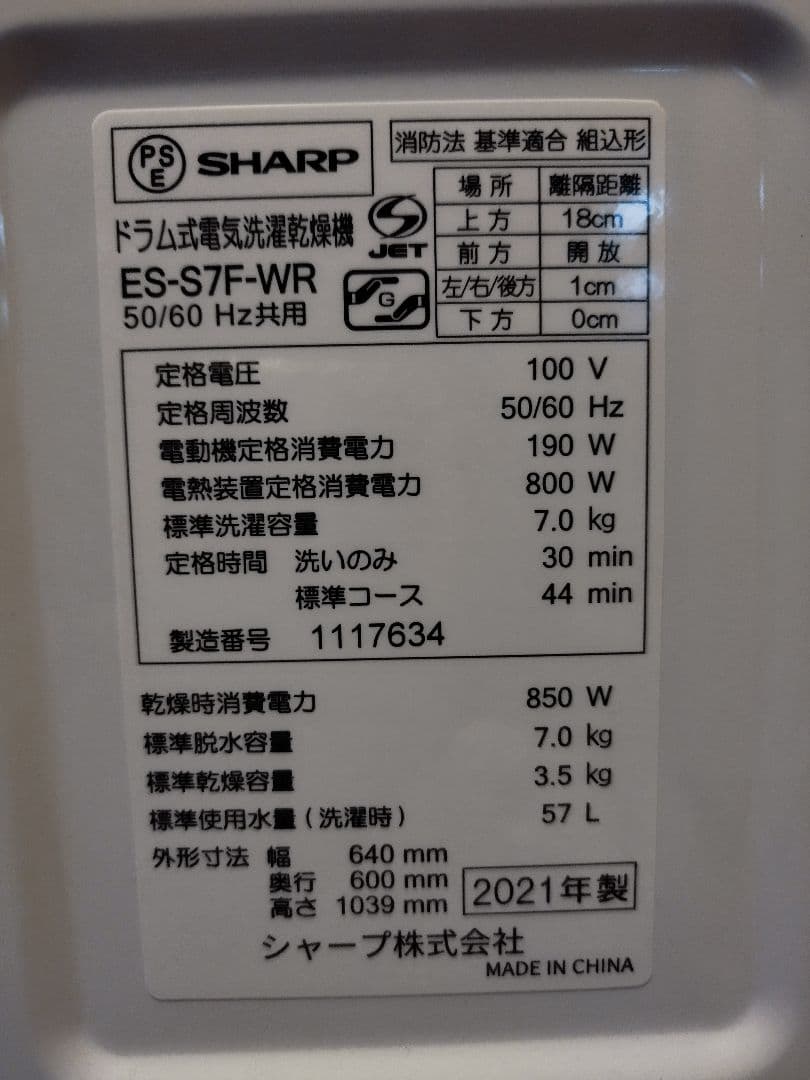 PSE SHARP
消防法 基準適合 組込形
場所 離隔距離
上方 18cm
前方 開放
左/右/後方 1cm
下方 0cm
ドラム式電気洗濯乾燥機
JET
ES-S7F-WR
50/60 Hz共用
G
定格電圧 100 V
定格周波数 50/60 Hz
電動機定格消費電力 190 W
電熱装置定格消費電力 800 W
標準洗濯容量 7.0 kg
定格時間 洗いのみ 30 min
標準コース 44 min
製造番号 1117634
乾燥時消費電力 850 W
標準脱水容量 7.0 kg
標準乾燥容量 3.5 kg
標準使用水量(洗濯時) 57 L
外形寸法 幅 640 mm
奥行 600 mm
高さ 1039 mm
2021年製
シャープ株式会社
MADE IN CHINA